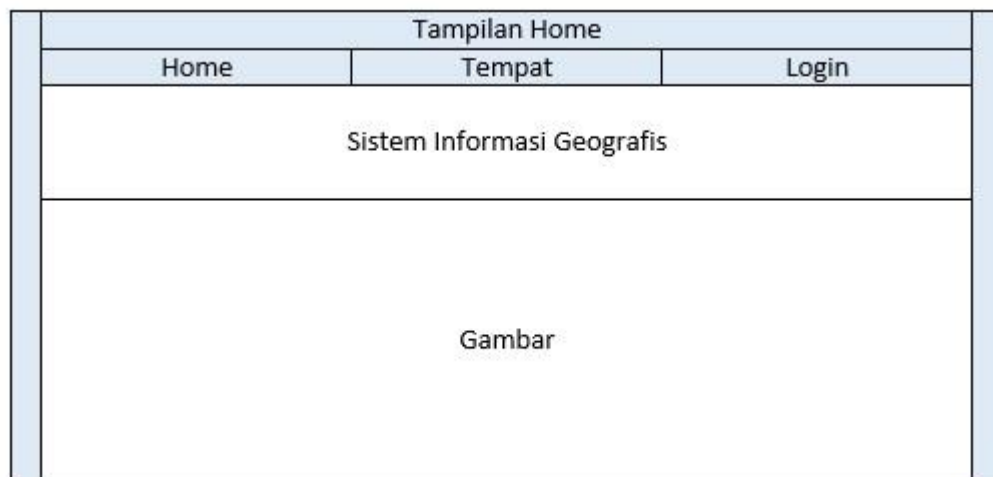 Tampilan Home
Home Tempat Login
Sistem Informasi Geografis
Gambar